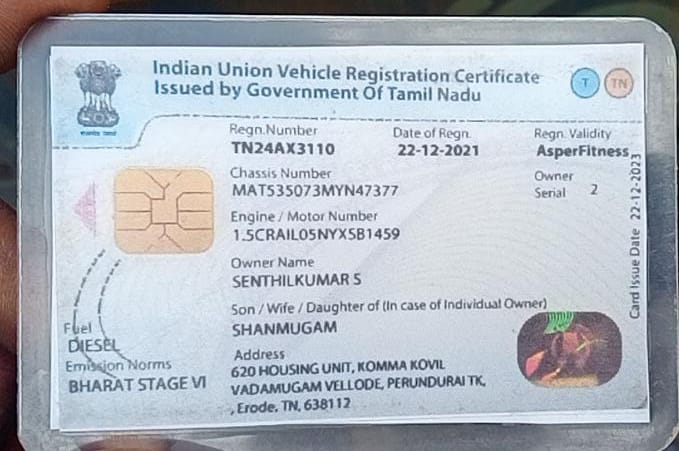 Indian Union Vehicle Registration Certificate
Issued by Government Of Tamil Nadu
T TN
Regn.Number Date of Regn. Regn. Validity
TN24AX3110 22-12-2021 AsperFitness
Chassis Number Owner
MAT535073MYN47377 Serial 2
Engine / Motor Number
1.5CRAIL05NYXSB1459
Owner Name
SENTHILKUMAR S
Son / Wife / Daughter of (In case of Individual Owner)
SHANMUGAM
Fuel
DIESEL
Emission Norms
BHARAT STAGE VI
Address
620 HOUSING UNIT, KOMMA KOVIL
VADAMUGAM VELLODE, PERUNDURAI TK,
, Erode, TN, 638112
Card Issue Date 22-12-2023